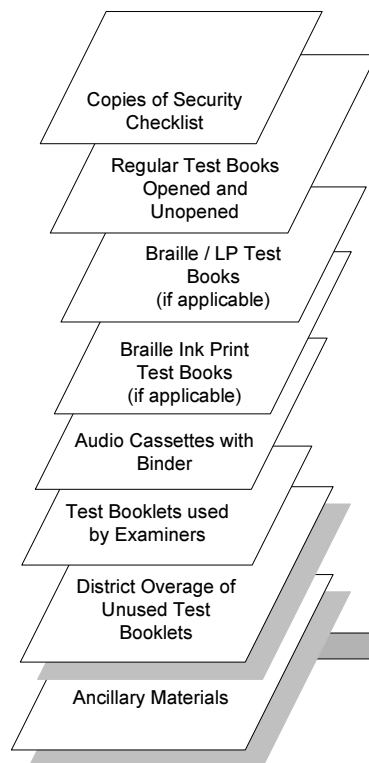 Copies of Security
Checklist
Regular Test Books
Opened and
Unopened
Braille / LP Test
Books
(if applicable)
Braille Ink Print
Test Books
(if applicable)
Audio Cassettes with
Binder
Test Booklets used
by Examiners
District Overage of
Unused Test
Booklets
Ancillary Materials